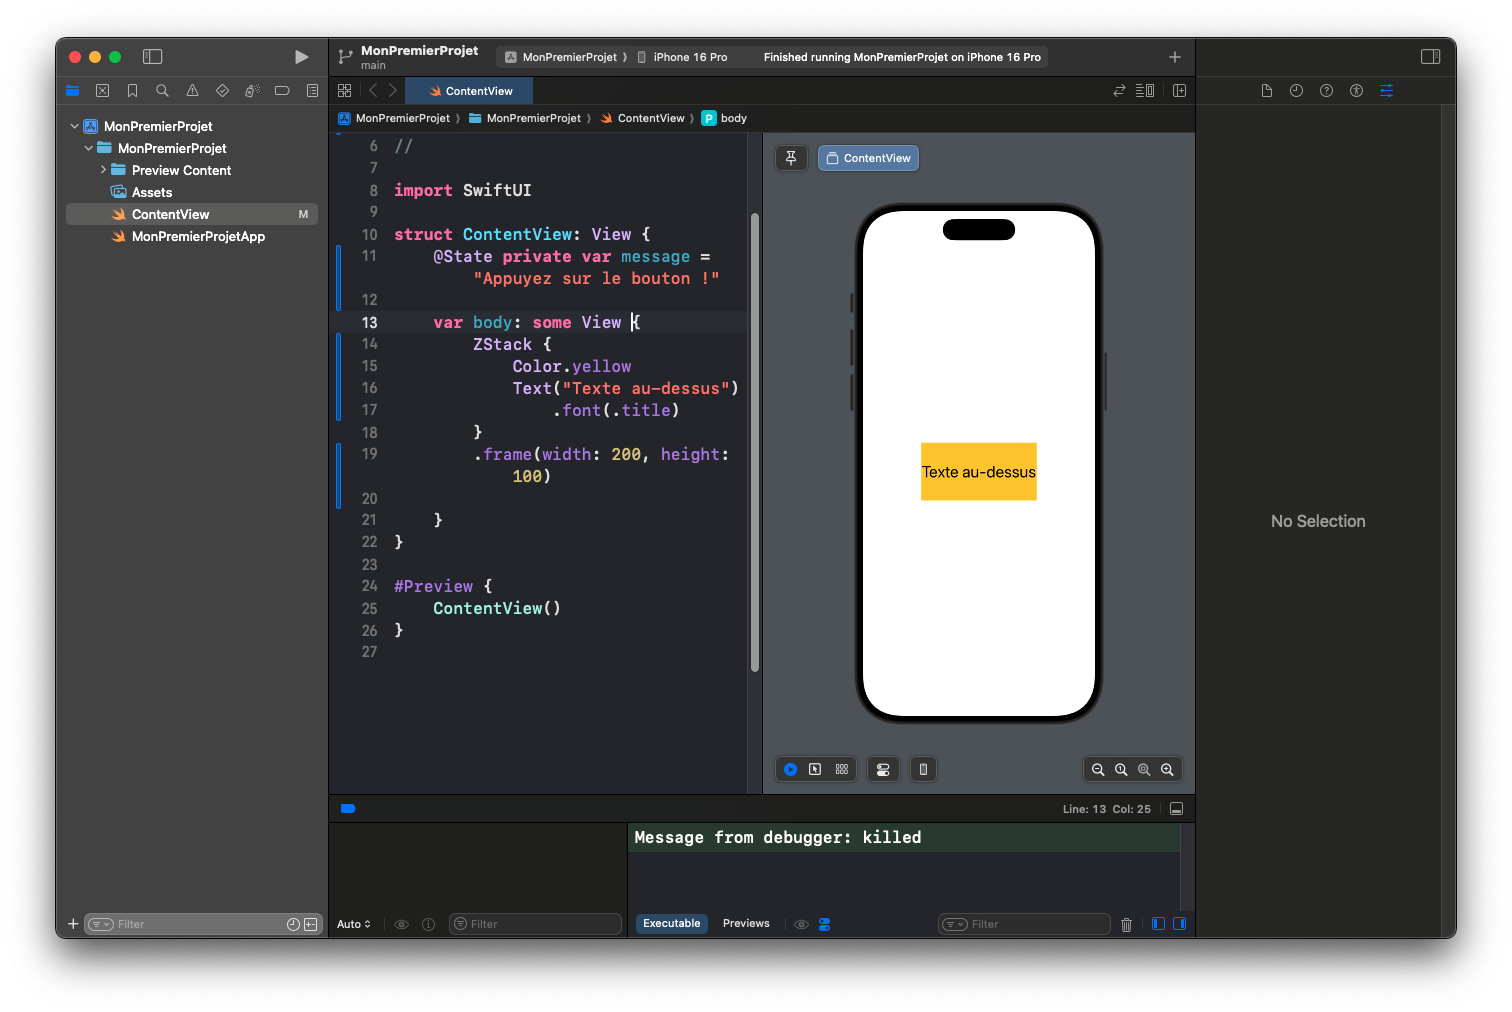 MonPremierProjet
main
MonPremierProjet
iPhone 16 Pro
Finished running MonPremierProjet on iPhone 16 Pro
ContentView
MonPremierProjet
MonPremierProjet
ContentView
P
body
MonPremierProjet
MonPremierProjet
Preview Content
Assets
ContentView
M
MonPremierProjetApp
6 //
7
8 import SwiftUI
9
10 struct ContentView: View {
11 @State private var message =
"Appuyez sur le bouton !"
12
13 var body: some View {
14 ZStack {
15 Color.yellow
16 Text("Texte au-dessus")
17 .font(.title)
18 }
19 .frame(width: 200, height:
100)
20
21 }
22 }
23
24 #Preview {
25 ContentView()
26 }
27
ContentView
Texte au-dessus
No Selection
Line: 13 Col: 25
Message from debugger: killed
Filter
Auto
Filter
Executable
Previews
Filter